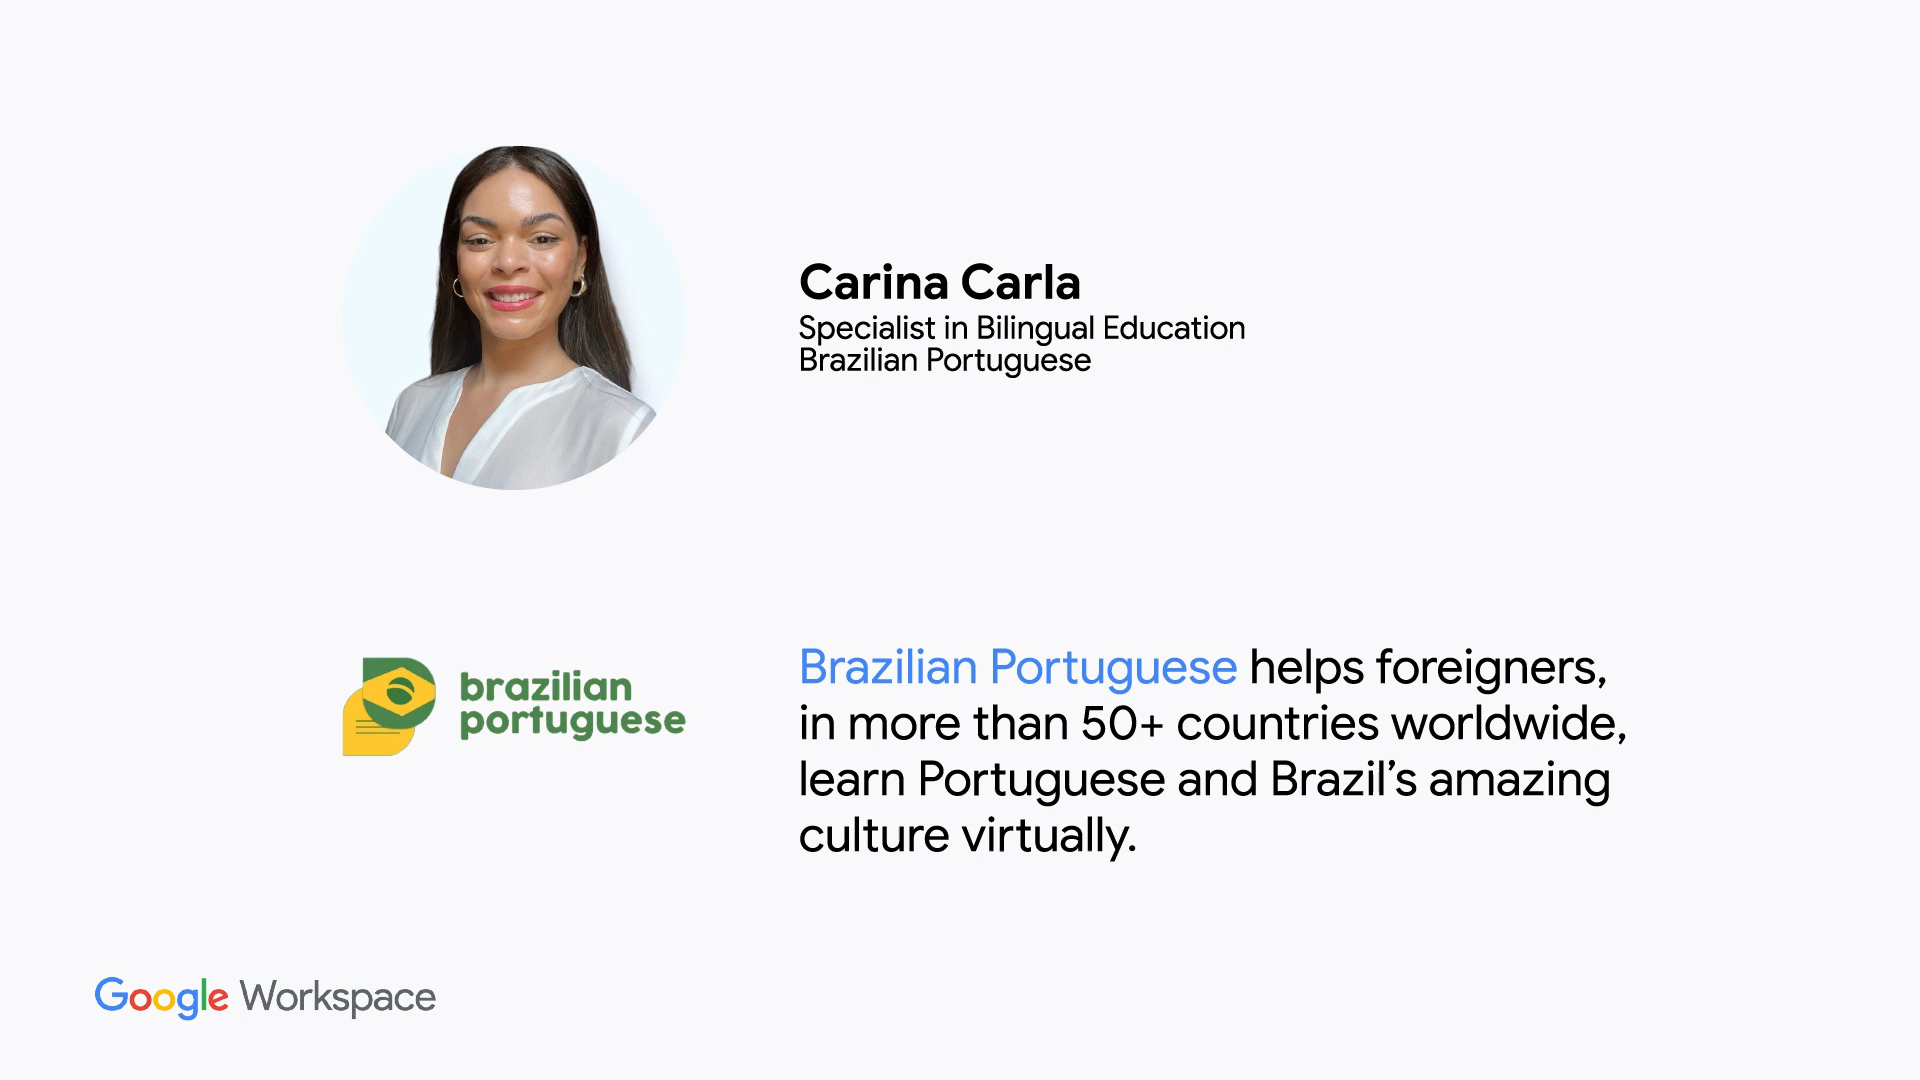 Carina Carla
Specialist in Bilingual Education
Brazilian Portuguese
brazilian
portuguese
Brazilian Portuguese helps foreigners,
in more than 50+ countries worldwide,
learn Portuguese and Brazil’s amazing
culture virtually.
Google Workspace